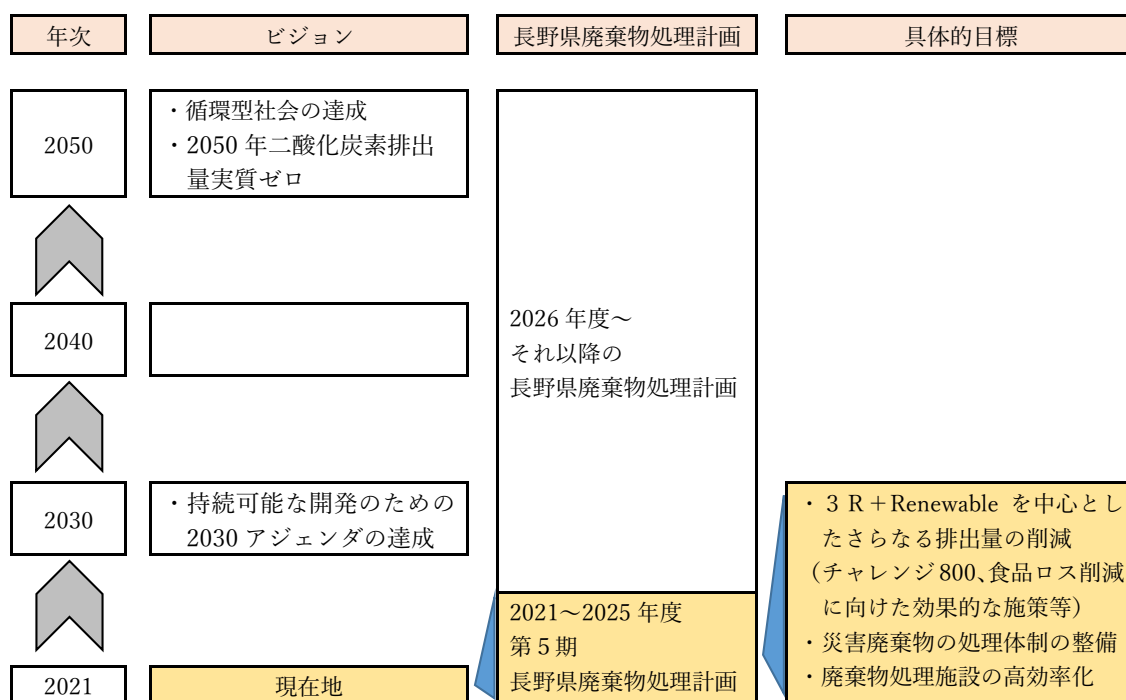 年次
ビジョン
長野県廃棄物処理計画
具体的目標
2050
・循環型社会の達成
・2050 年二酸化炭素排出
量実質ゼロ
2040
2026 年度～
それ以降の
長野県廃棄物処理計画
2030
・持続可能な開発のための
2030 アジェンダの達成
・３Ｒ＋Renewable を中心とし
たさらなる排出量の削減
（チャレンジ 800、食品ロス削減
に向けた効果的な施策等）
・災害廃棄物の処理体制の整備
・廃棄物処理施設の高効率化
2021～2025 年度
第５期
長野県廃棄物処理計画
2021
現在地